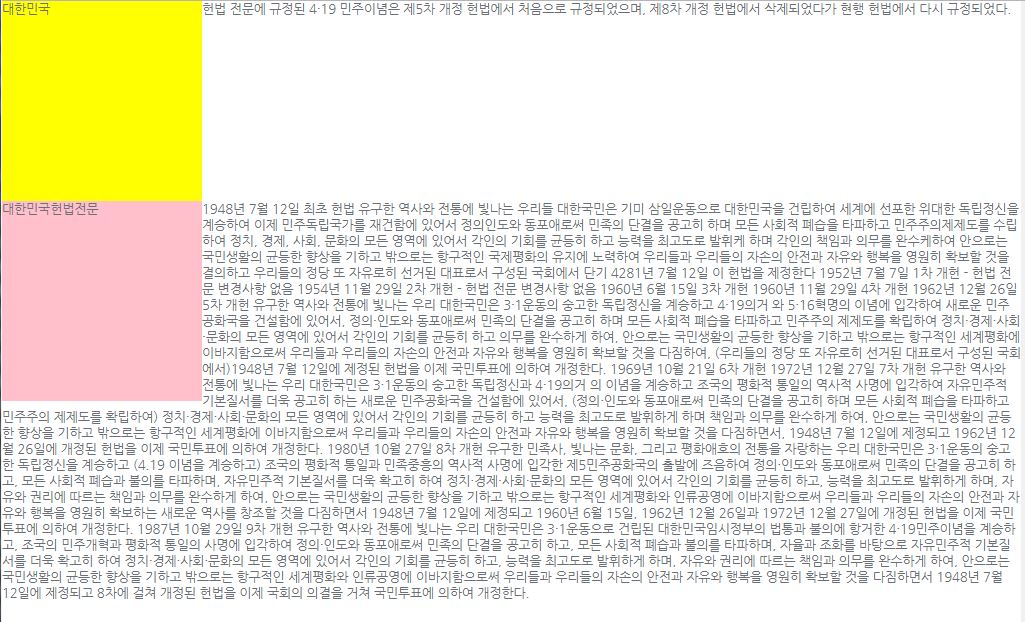 대한민국
헌법 전문에 규정된 4·19 민주이념은 제5차 개정 헌법에서 처음으로 규정되었으며, 제8차 개정 헌법에서 삭제되었다가 현행 헌법에서 다시 규정되었다.
대한민국헌법전문
1948년 7월 12일 최초 헌법 유구한 역사와 전통에 빛나는 우리들 대한국민은 기미 삼일운동으로 대한민국을 건립하여 세계에 선포한 위대한 독립정신을
계승하여 이제 민주독립국가를 재건함에 있어서 정의인도와 동포애로써 민족의 단결을 공고히 하며 모든 사회적 폐습을 타파하고 민주주의제제도를 수립
하여 정치, 경제, 사회, 문화의 모든 영역에 있어서 각인의 기회를 균등히 하고 능력을 최고도로 발휘케 하며 각인의 책임과 의무를 완수케하여 안으로는
국민생활의 균등한 향상을 기하고 밖으로는 항구적인 국제평화의 유지에 노력하여 우리들과 우리들의 자손의 안전과 자유와 행복을 영원히 확보할 것을
결의하고 우리들의 정당 또 자유로히 선거된 대표로서 구성된 국회에서 단기 4281년 7월 12일 이 헌법을 제정한다 1952년 7월 7일 1차 개헌 - 헌법 전
문 변경사항 없음 1954년 11월 29일 2차 개헌 - 헌법 전문 변경사항 없음 1960년 6월 15일 3차 개헌 1960년 11월 29일 4차 개헌 1962년 12월 26일
5차 개헌 유구한 역사와 전통에 빛나는 우리 대한국민은 3·1운동의 숭고한 독립정신을 계승하고 4·19의거 와 5·16혁명의 이념에 입각하여 새로운 민주
공화국을 건설함에 있어서, 정의·인도와 동포애로써 민족의 단결을 공고히 하며 모든 사회적 폐습을 타파하고 민주주의 제제도를 확립하여 정치·경제·사회
·문화의 모든 영역에 있어서 각인의 기회를 균등히 하고 의무를 완수하게 하여, 안으로는 국민생활의 균등한 향상을 기하고 밖으로는 항구적인 세계평화에
이바지함으로써 우리들과 우리들의 자손의 안전과 자유와 행복을 영원히 확보할 것을 다짐하여, (우리들의 정당 또 자유로히 선거된 대표로서 구성된 국회
에서)1948년 7월 12일에 제정된 헌법을 이제 국민투표에 의하여 개정한다. 1969년 10월 21일 6차 개헌 1972년 12월 27일 7차 개헌 유구한 역사와
전통에 빛나는 우리 대한국민은 3·1운동의 숭고한 독립정신과 4·19의거 의 이념을 계승하고 조국의 평화적 통일의 역사적 사명에 입각하여 자유민주적
기본질서를 더욱 공고히 하는 새로운 민주공화국을 건설함에 있어서, (정의·인도와 동포애로써 민족의 단결을 공고히 하며 모든 사회적 폐습을 타파하고
민주주의 제제도를 확립하여) 정치·경제·사회·문화의 모든 영역에 있어서 각인의 기회를 균등히 하고 능력을 최고도로 발휘하게 하며 책임과 의무를 완수하게 하여, 안으로는 국민생활의 균등
한 향상을 기하고 밖으로는 항구적인 세계평화에 이바지함으로써 우리들과 우리들의 자손의 안전과 자유와 행복을 영원히 확보할 것을 다짐하면서, 1948년 7월 12일에 제정되고 1962년 12
월 26일에 개정된 헌법을 이제 국민투표에 의하여 개정한다. 1980년 10월 27일 8차 개헌 유구한 민족사, 빛나는 문화, 그리고 평화애호의 전통을 자랑하는 우리 대한국민은 3·1운동의 숭고
한 독립정신을 계승하고 (4.19 이념을 계승하고) 조국의 평화적 통일과 민족중흥의 역사적 사명에 입각한 제5민주공화국의 출발에 즈음하여 정의·인도와 동포애로써 민족의 단결을 공고히 하
고, 모든 사회적 폐습과 불의를 타파하며, 자유민주적 기본질서를 더욱 확고히 하여 정치·경제·사회·문화의 모든 영역에 있어서 각인의 기회를 균등히 하고, 능력을 최고도로 발휘하게 하며, 자
유와 권리에 따르는 책임과 의무를 완수하게 하여, 안으로는 국민생활의 균등한 향상을 기하고 밖으로는 항구적인 세계평화와 인류공영에 이바지함으로써 우리들과 우리들의 자손의 안전과 자
유와 행복을 영원히 확보하는 새로운 역사를 창조할 것을 다짐하면서 1948년 7월 12일에 제정되고 1960년 6월 15일, 1962년 12월 26일과 1972년 12월 27일에 개정된 헌법을 이제 국민
투표에 의하여 개정한다. 1987년 10월 29일 9차 개헌 유구한 역사와 전통에 빛나는 우리 대한국민은 3·1운동으로 건립된 대한민국임시정부의 법통과 불의에 항거한 4·19민주이념을 계승하
고, 조국의 민주개혁과 평화적 통일의 사명에 입각하여 정의·인도와 동포애로써 민족의 단결을 공고히 하고, 모든 사회적 폐습과 불의를 타파하며, 자율과 조화를 바탕으로 자유민주적 기본질
서를 더욱 확고히 하여 정치·경제·사회·문화의 모든 영역에 있어서 각인의 기회를 균등히 하고, 능력을 최고도로 발휘하게 하며, 자유와 권리에 따르는 책임과 의무를 완수하게 하여, 안으로는
국민생활의 균등한 향상을 기하고 밖으로는 항구적인 세계평화와 인류공영에 이바지함으로써 우리들과 우리들의 자손의 안전과 자유와 행복을 영원히 확보할 것을 다짐하면서 1948년 7월
12일에 제정되고 8차에 걸쳐 개정된 헌법을 이제 국회의 의결을 거쳐 국민투표에 의하여 개정한다.